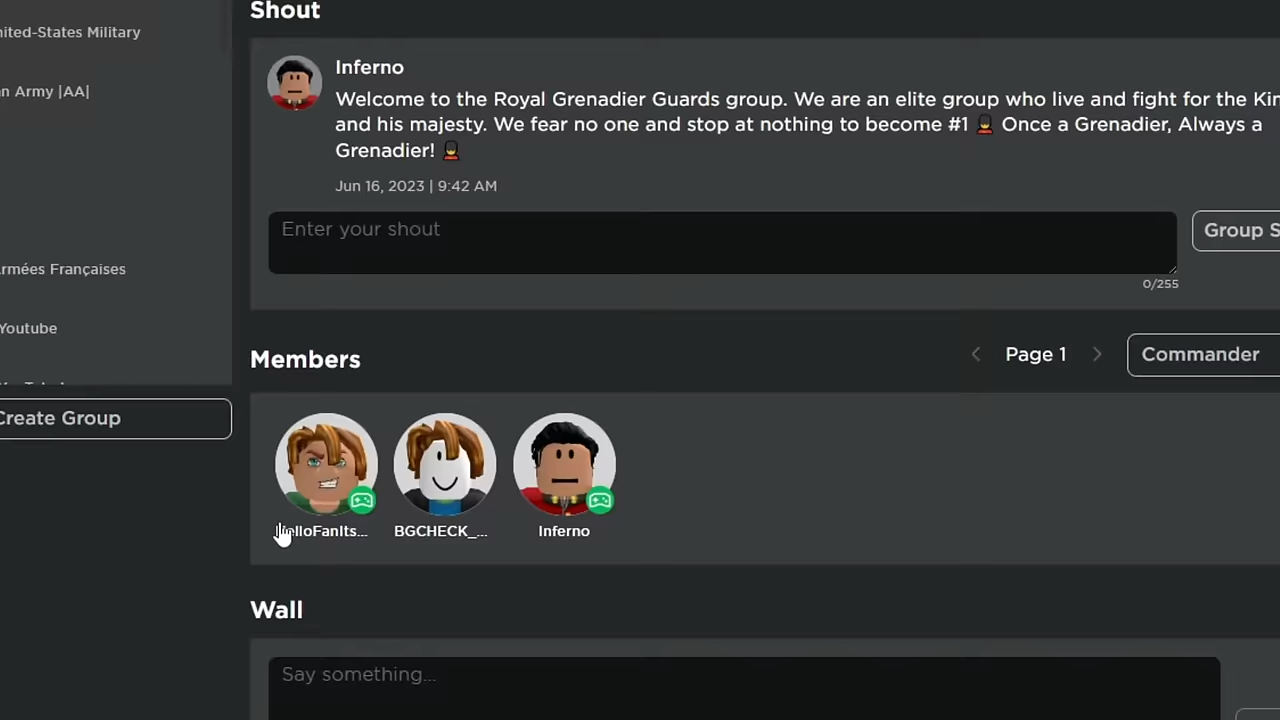 Shout
nited-States Military
Inferno
n Army |AA|
Welcome to the Royal Grenadier Guards group. We are an elite group who live and fight for the Kin
and his majesty. We fear no one and stop at nothing to become #1 💂 Once a Grenadier, Always a
Grenadier! 💂
Jun 16, 2023 | 9:42 AM
Enter your shout
Group S
rmées Françaises
0/255
Youtube
Members
Page 1
Commander
Create Group
elloFanIts...
BGCHECK_...
Inferno
Wall
Say something...